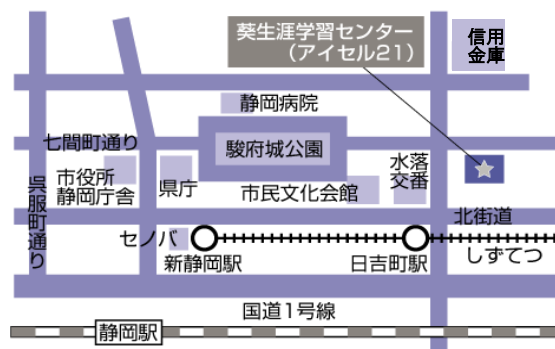 葵生涯学習センター
（アイセル21）
信用
金庫
静岡病院
七間町通り
駿府城公園
市役所
静岡庁舎
県庁
水落
交番
市民文化会館
呉服町通り
北街道
セノバ
新静岡駅
日吉町駅
しずてつ
国道1号線
静岡駅